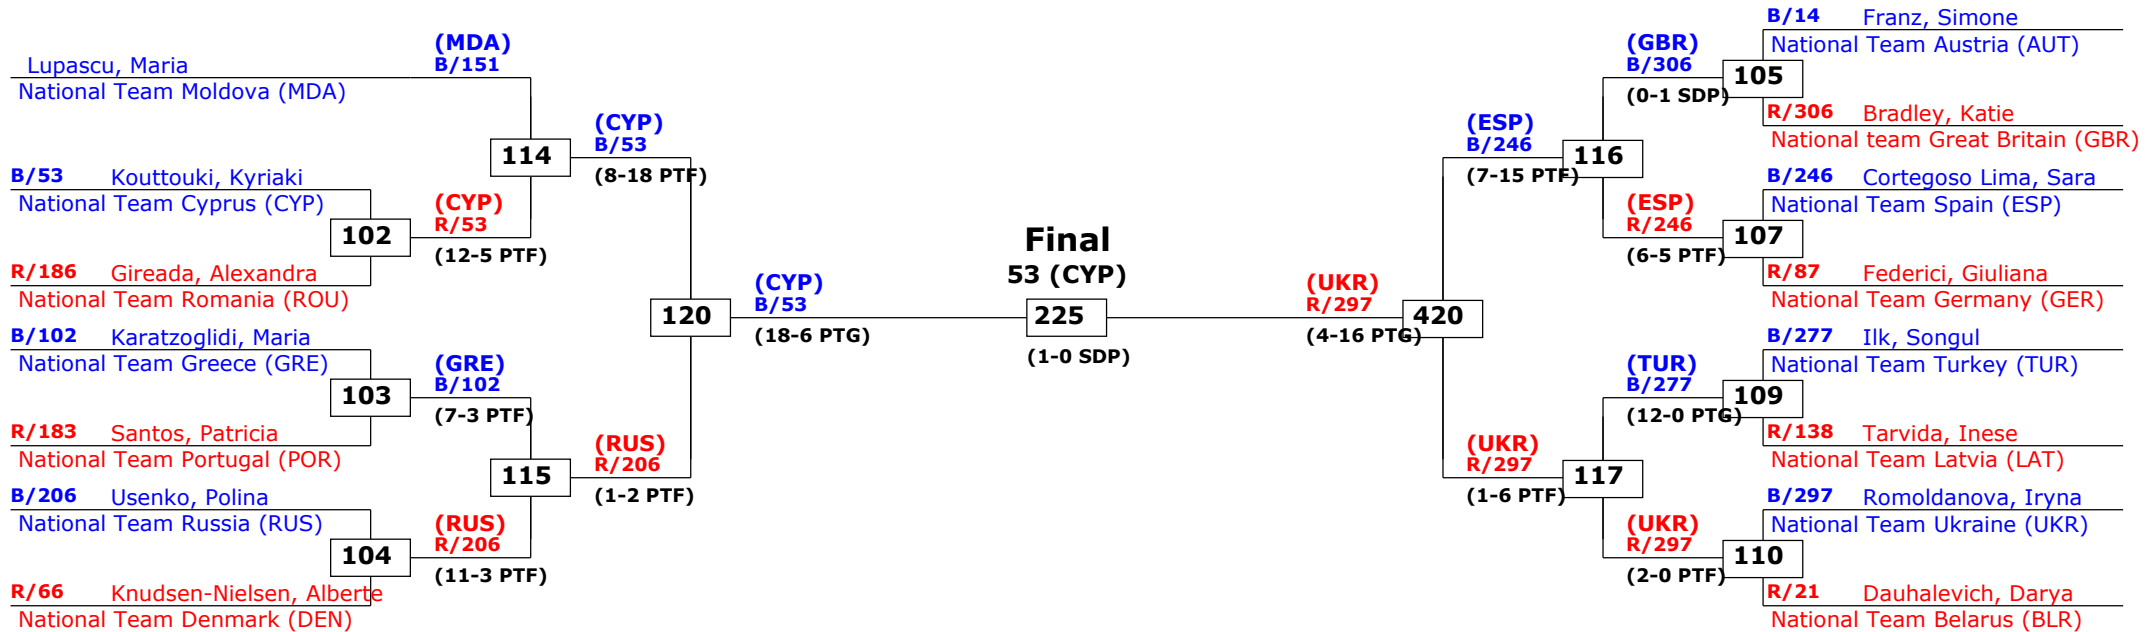 Lupascu, Maria
National Team Moldova (MDA)
(MDA)
B/151
B/53 Kouttouki, Kyriaki
National Team Cyprus (CYP)
102
R/186 Gireada, Alexandra
National Team Romania (ROU)
(CYP)
R/53
(12-5 PTF)
114
(CYP)
B/53
(8-18 PTF)
B/102 Karatzoglidi, Maria
National Team Greece (GRE)
103
R/183 Santos, Patricia
National Team Portugal (POR)
(GRE)
B/102
(7-3 PTF)
B/206 Usenko, Polina
National Team Russia (RUS)
104
R/66 Knudsen-Nielsen, Alberte
National Team Denmark (DEN)
(RUS)
R/206
(11-3 PTF)
115
(RUS)
R/206
(1-2 PTF)
120
(CYP)
B/53
(18-6 PTG)
Final
53 (CYP)
225
(1-0 SDP)
(UKR)
R/297
(4-16 PTG)
420
(ESP)
B/246
(7-15 PTF)
116
(GBR)
B/306
(0-1 SDP)
105
B/14 Franz, Simone
National Team Austria (AUT)
R/306 Bradley, Katie
National team Great Britain (GBR)
(ESP)
R/246
(6-5 PTF)
107
B/246 Cortegoso Lima, Sara
National Team Spain (ESP)
R/87 Federici, Giuliana
National Team Germany (GER)
(UKR)
R/297
(1-6 PTF)
117
(TUR)
B/277
(12-0 PTG)
109
B/277 Ilk, Songul
National Team Turkey (TUR)
R/138 Tarvida, Inese
National Team Latvia (LAT)
(UKR)
R/297
(2-0 PTF)
110
B/297 Romoldanova, Iryna
National Team Ukraine (UKR)
R/21 Dauhalevich, Darya
National Team Belarus (BLR)